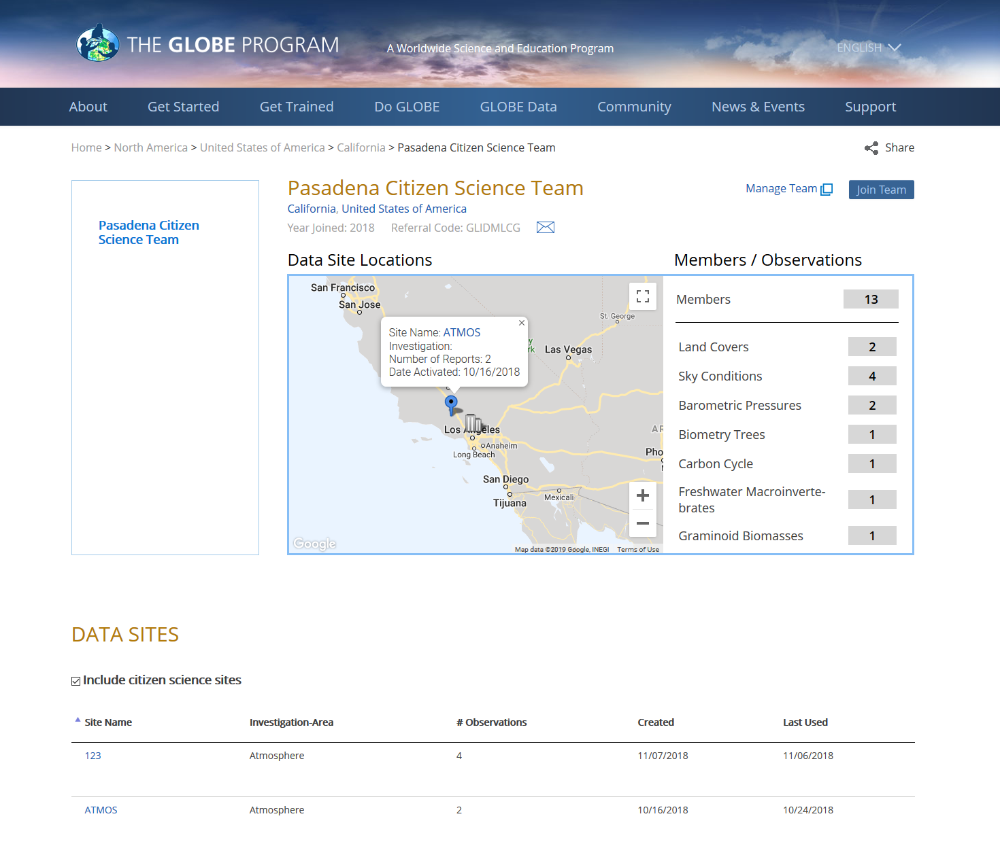 THE GLOBE PROGRAM
A Worldwide Science and Education Program
ENGLISH
About Get Started Get Trained Do GLOBE GLOBE Data Community News & Events Support
Home > North America > United States of America > California > Pasadena Citizen Science Team
Share
Pasadena Citizen
Science Team
Pasadena Citizen Science Team
Manage Team
Join Team
California, United States of America
Year Joined: 2018 Referral Code: GLIDMLCG
Data Site Locations
San Francisco
San Jose
St. George
Site Name: ATMOS
Investigation:
Number of Reports: 2
Date Activated: 10/16/2018
Las Vegas
Los Angeles
Anaheim
Long Beach
San Diego
Tijuana
Mexicali
Pho
Google
Map data ©2019 Google, INEGI Terms of Use
Members / Observations
Members 13
Land Covers 2
Sky Conditions 4
Barometric Pressures 2
Biometry Trees 1
Carbon Cycle 1
Freshwater Macroinverte-
brates 1
Graminoid Biomasses 1
DATA SITES
Include citizen science sites
Site Name Investigation-Area # Observations Created Last Used
123 Atmosphere 4 11/07/2018 11/06/2018
ATMOS Atmosphere 2 10/16/2018 10/24/2018